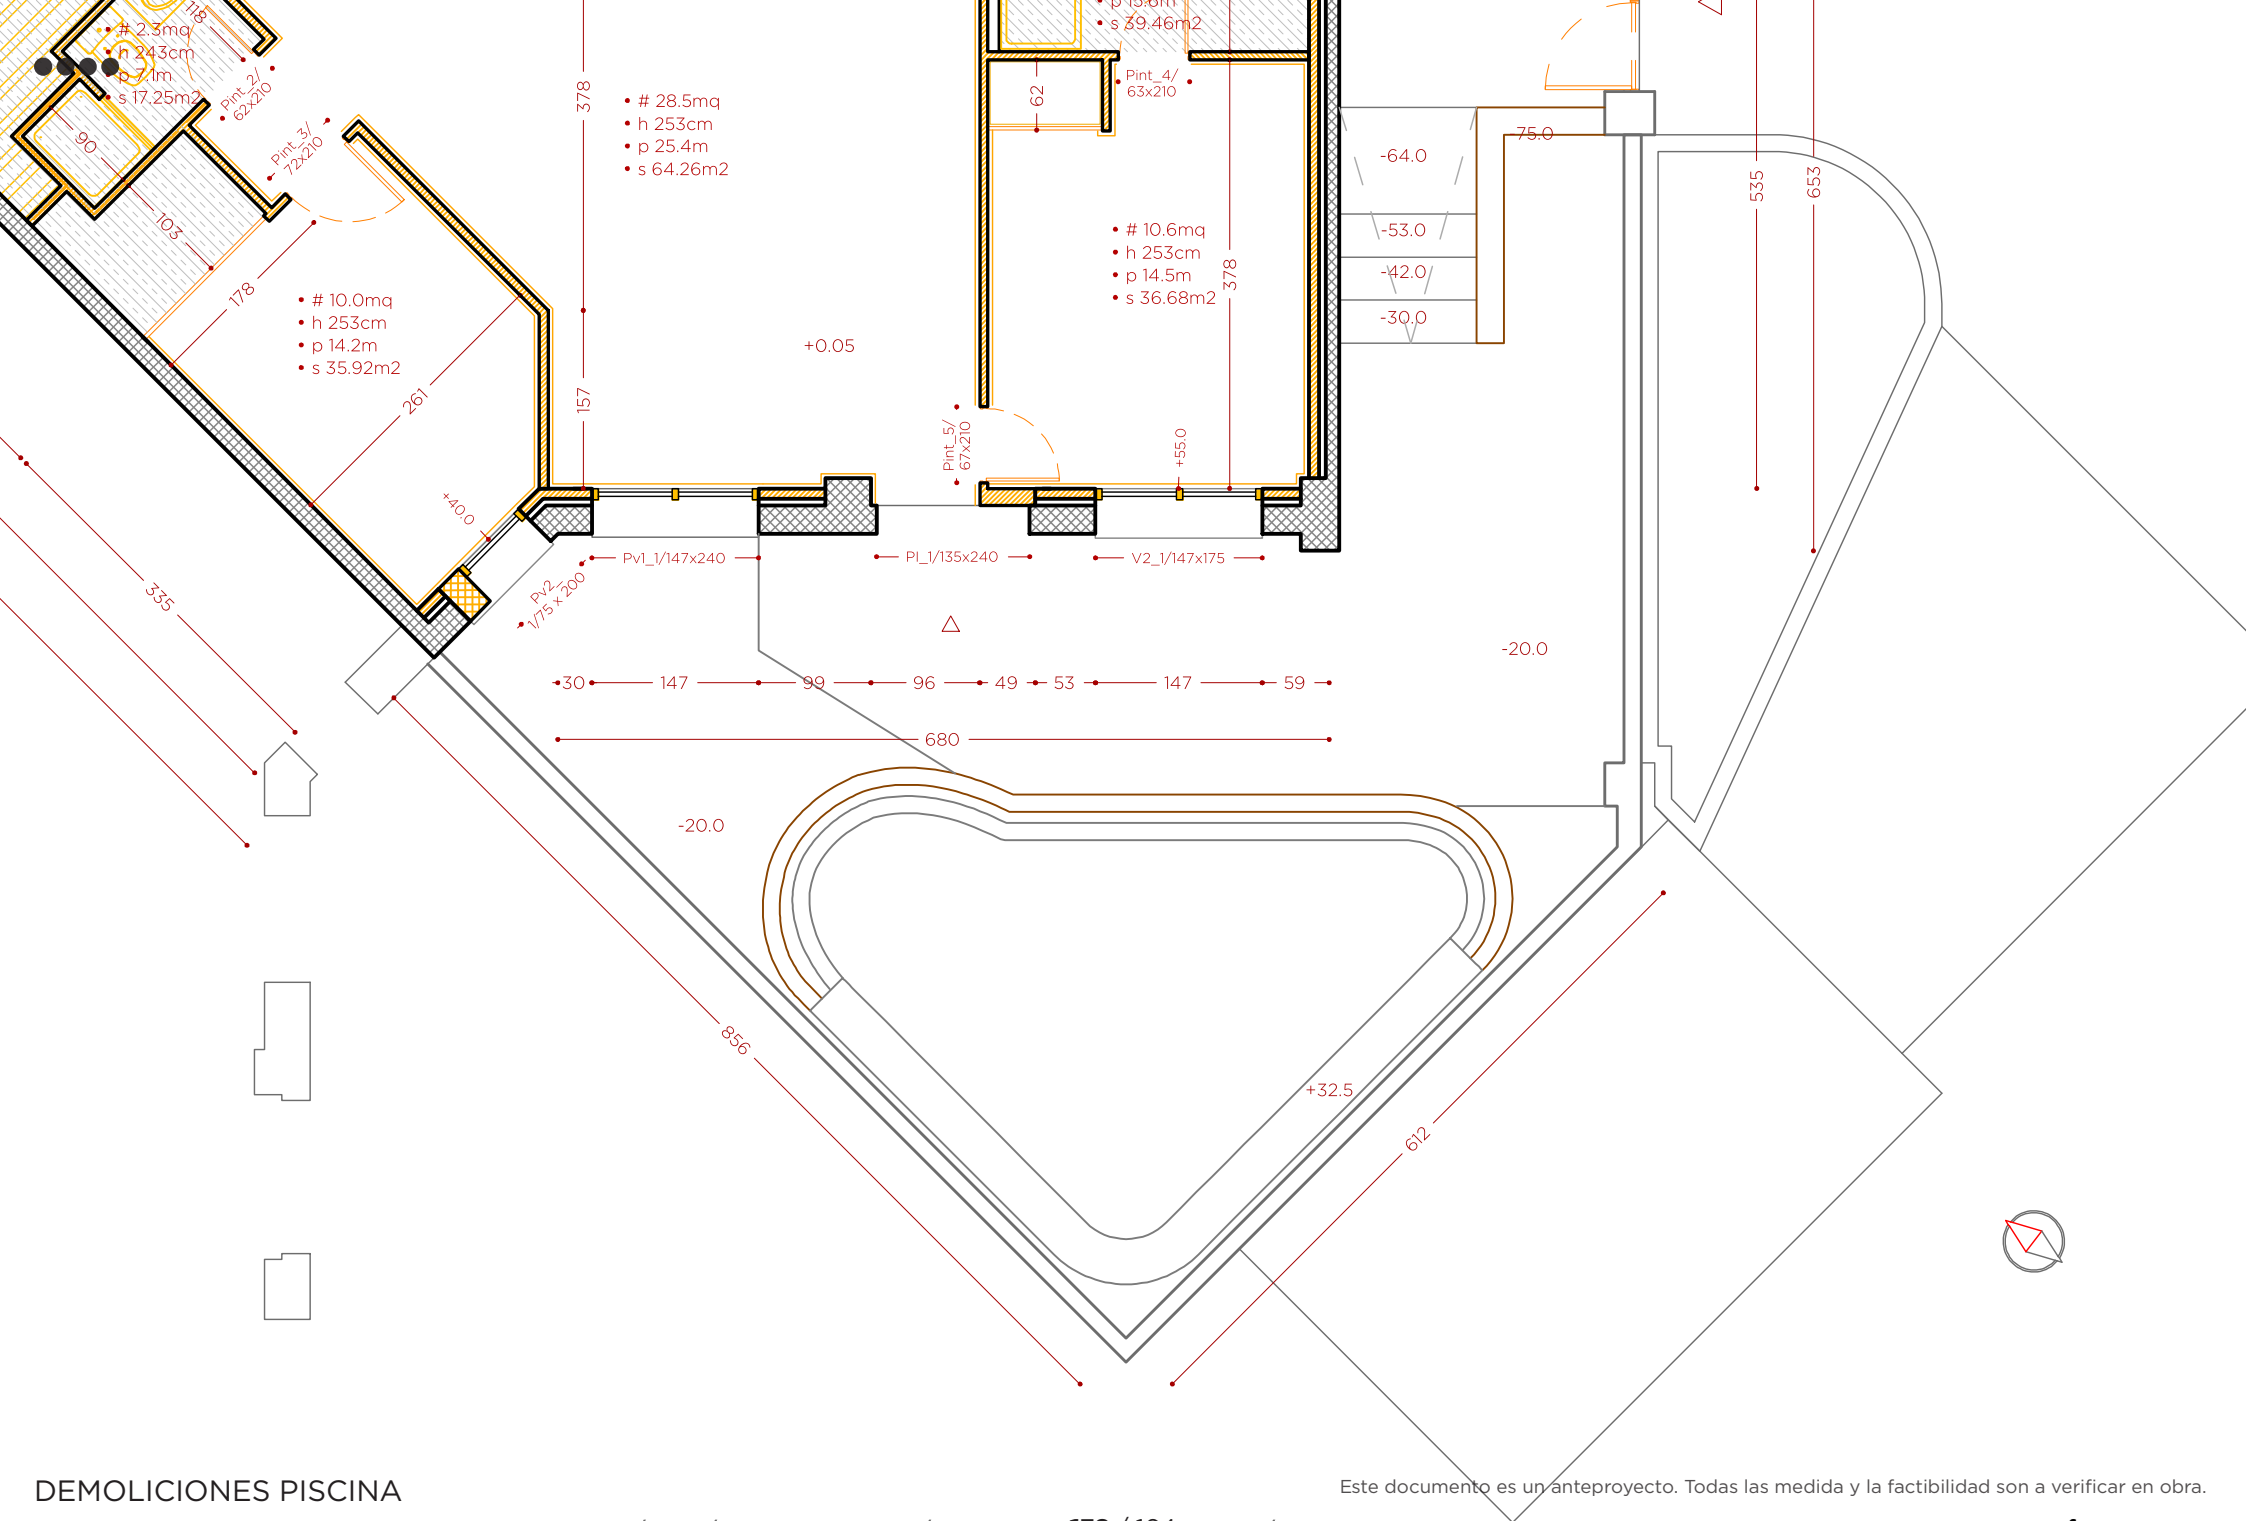 118
# 2.3mq
h 243cm
p 7.1m
s 17.25m2
Pint_2/
62x210
90
Pint_3/
72x210
103
178
# 10.0mq
h 253cm
p 14.2m
s 35.92m2
261
+40.0
335
378
# 28.5mq
h 253cm
p 25.4m
s 64.26m2
+0.05
157
p 15.6m
s 39.46m2
Pint_4/
63x210
62
# 10.6mq
h 253cm
p 14.5m
s 36.68m2
378
Pint_5/
67x210
+55.0
-75.0
-64.0
-53.0
-42.0
-30.0
535
653
Pv2_
1/75 x 200
Pv1_1/147x240
PI_1/135x240
V2_1/147x175
-20.0
30 147 99 96 49 53 147 59
680
-20.0
856
+32.5
612
DEMOLICIONES PISCINA
Este documento es un anteproyecto. Todas las medida y la factibilidad son a verificar en obra.